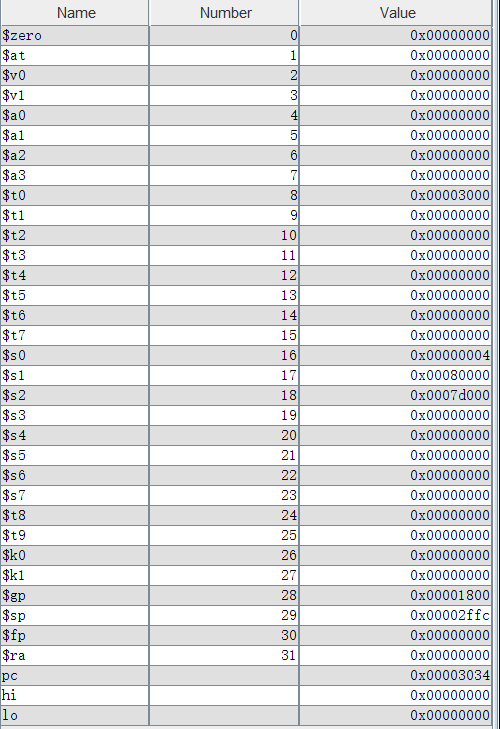 Name Number Value
$zero 0 0x00000000
$at 1 0x00000000
$v0 2 0x00000000
$v1 3 0x00000000
$a0 4 0x00000000
$a1 5 0x00000000
$a2 6 0x00000000
$a3 7 0x00000000
$t0 8 0x00003000
$t1 9 0x00000000
$t2 10 0x00000000
$t3 11 0x00000000
$t4 12 0x00000000
$t5 13 0x00000000
$t6 14 0x00000000
$t7 15 0x00000000
$s0 16 0x00000004
$s1 17 0x00080000
$s2 18 0x0007d000
$s3 19 0x00000000
$s4 20 0x00000000
$s5 21 0x00000000
$s6 22 0x00000000
$s7 23 0x00000000
$t8 24 0x00000000
$t9 25 0x00000000
$k0 26 0x00000000
$k1 27 0x00000000
$gp 28 0x00001800
$sp 29 0x00002ffc
$fp 30 0x00000000
$ra 31 0x00000000
pc 0x00003034
hi 0x00000000
lo 0x00000000